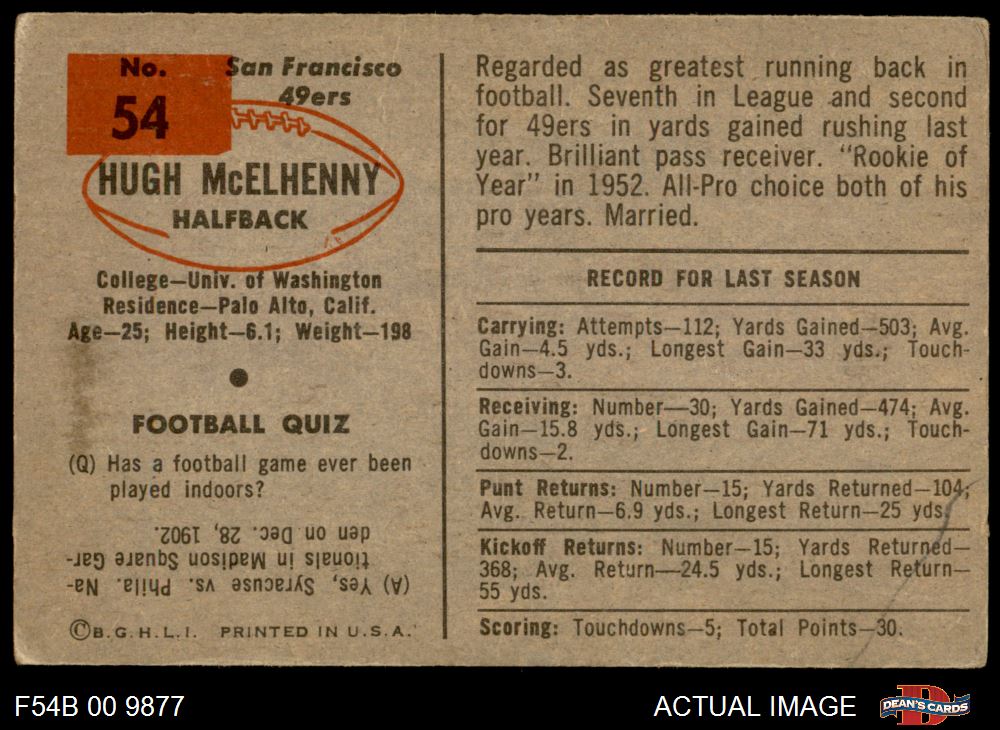 No.
54
San Francisco
49ers
HUGH McELHENNY
HALFBACK
College—Univ. of Washington
Residence—Palo Alto, Calif.
Age—25; Height—6.1; Weight—198
FOOTBALL QUIZ
(Q) Has a football game ever been
played indoors?
(A) Yes, Syracuse vs. Phila. Na-
tionals in Madison Square Gar-
den on Dec. 28, 1902.
©B.G.H.L.I. PRINTED IN U.S.A.
Regarded as greatest running back in
football. Seventh in League and second
for 49ers in yards gained rushing last
year. Brilliant pass receiver. "Rookie of
Year" in 1952. All-Pro choice both of his
pro years. Married.
RECORD FOR LAST SEASON
Carrying: Attempts—112; Yards Gained—503; Avg.
Gain—4.5 yds.; Longest Gain—33 yds.; Touch-
downs—3.
Receiving: Number—30; Yards Gained—474; Avg.
Gain—15.8 yds.; Longest Gain—71 yds.; Touch-
downs—2.
Punt Returns: Number—15; Yards Returned—104;
Avg. Return—6.9 yds.; Longest Return—25 yds.
Kickoff Returns: Number—15; Yards Returned—
368; Avg. Return—24.5 yds.; Longest Return—
55 yds.
Scoring: Touchdowns—5; Total Points—30.
F54B 00 9877
ACTUAL IMAGE
D
DEAN'S CARDS